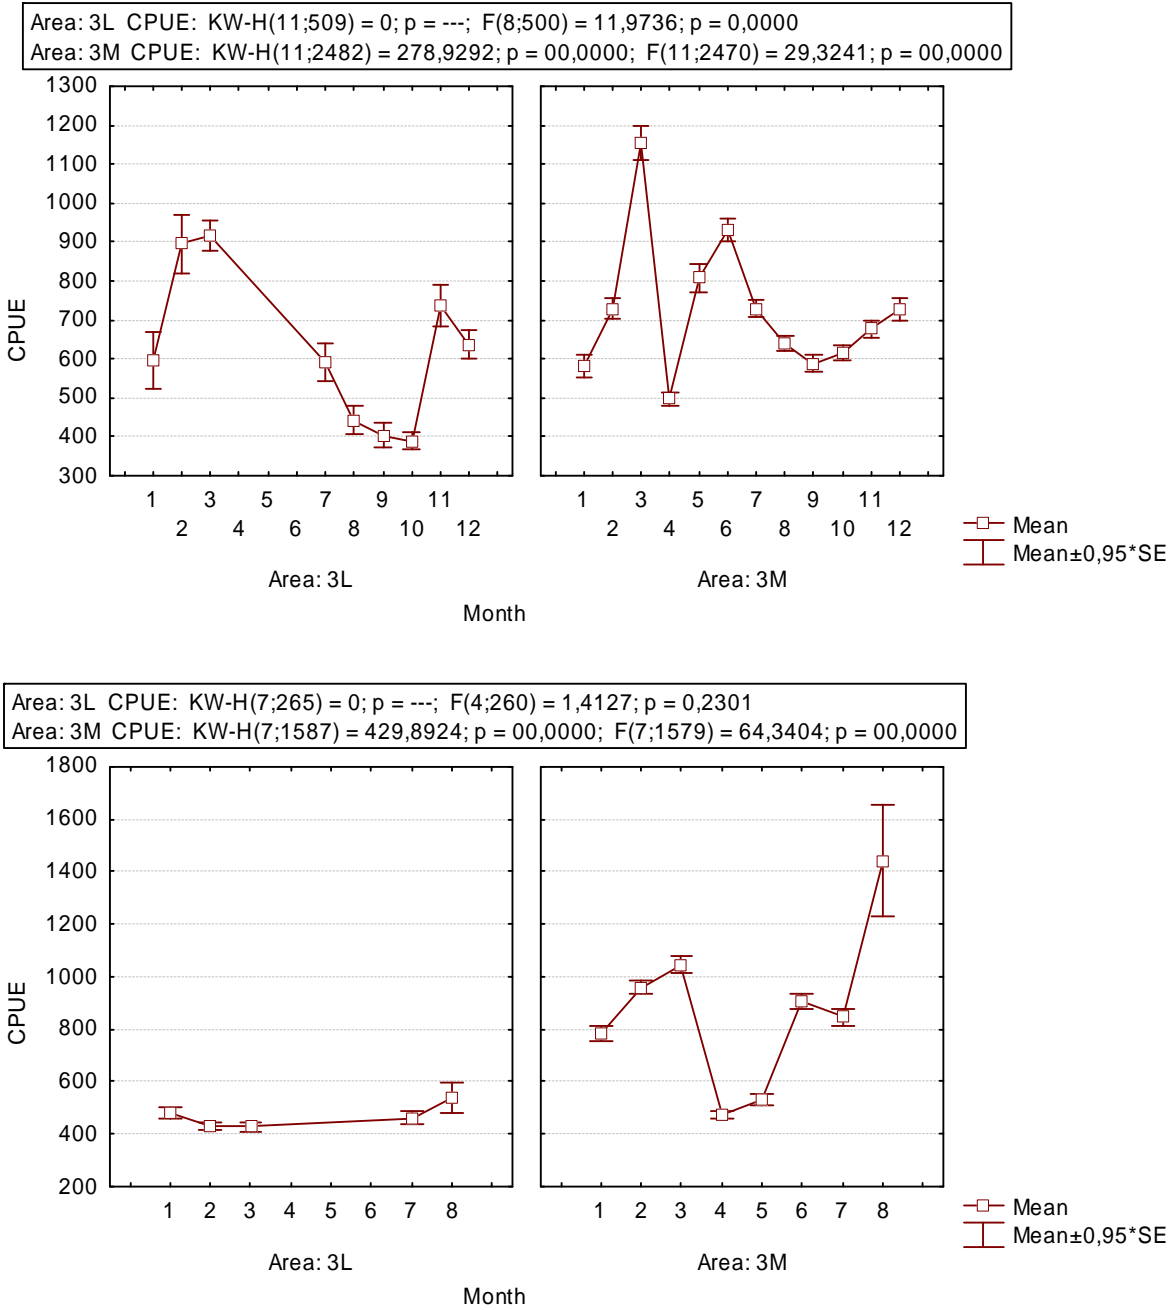 Area: 3L CPUE: KW-H(11;509) = 0; p = ---; F(8;500) = 11,9736; p = 0,0000
Area: 3M CPUE: KW-H(11;2482) = 278,9292; p = 00,0000; F(11;2470) = 29,3241; p = 00,0000
1300
1200
1100
1000
900
800
700
600
500
400
300
CPUE
1 3 5 7 9 11
2 4 6 8 10 12
Area: 3L
1 3 5 7 9 11
2 4 6 8 10 12
Area: 3M
Month
Mean
Mean±0,95*SE
Area: 3L CPUE: KW-H(7;265) = 0; p = ---; F(4;260) = 1,4127; p = 0,2301
Area: 3M CPUE: KW-H(7;1587) = 429,8924; p = 00,0000; F(7;1579) = 64,3404; p = 00,0000
1800
1600
1400
1200
1000
800
600
400
200
CPUE
1 2 3 4 5 6 7 8
Area: 3L
1 2 3 4 5 6 7 8
Area: 3M
Month
Mean
Mean±0,95*SE